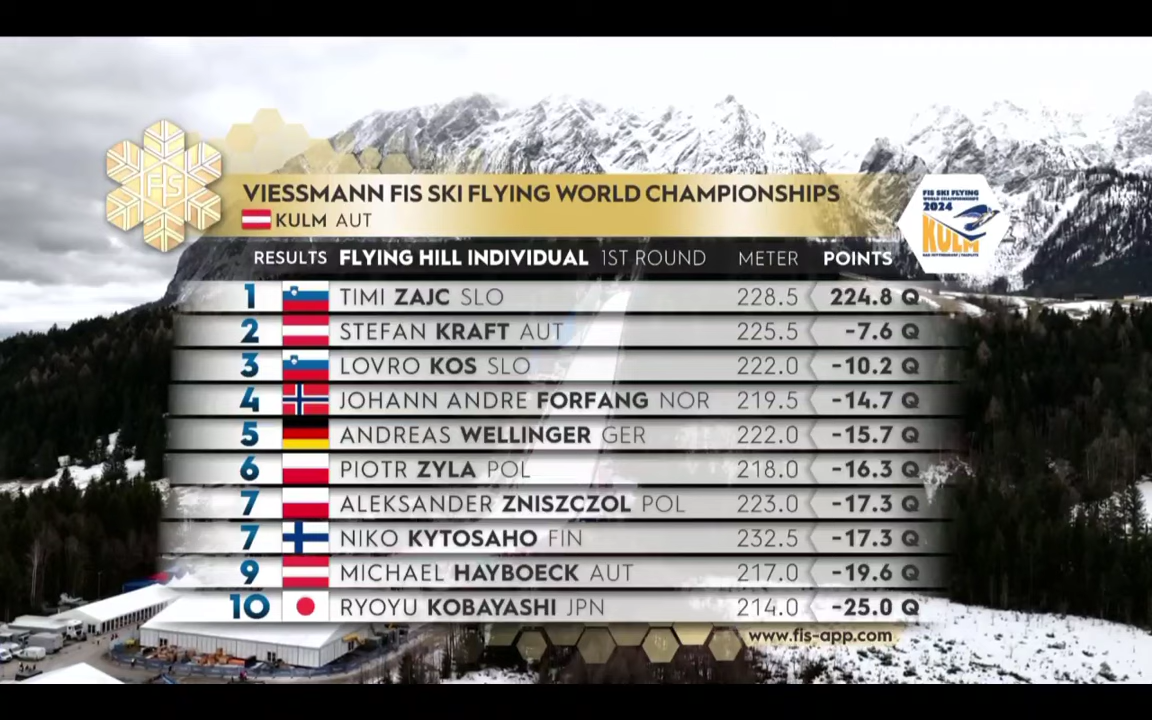 FIS
VIESSMANN FIS SKI FLYING WORLD CHAMPIONSHIPS
KULM AUT
FIS SKI FLYING
WORLD CHAMPIONSHIPS
2024
KULM
RESULTS FLYING HILL INDIVIDUAL 1ST ROUND METER POINTS
1 TIMI ZAJC SLO 228.5 224.8 Q
2 STEFAN KRAFT AUT 225.5 -7.6 Q
3 LOVRO KOS SLO 222.0 -10.2 Q
4 JOHANN ANDRE FORFANG NOR 219.5 -14.7 Q
5 ANDREAS WELLINGER GER 222.0 -15.7 Q
6 PIOTR ZYLA POL 218.0 -16.3 Q
7 ALEKSANDER ZNISZCZOL POL 223.0 -17.3 Q
7 NIKO KYTOSAHO FIN 232.5 -17.3 Q
9 MICHAEL HAYBOECK AUT 217.0 -19.6 Q
10 RYOYU KOBAYASHI JPN 214.0 -25.0 Q
www.fis-app.com